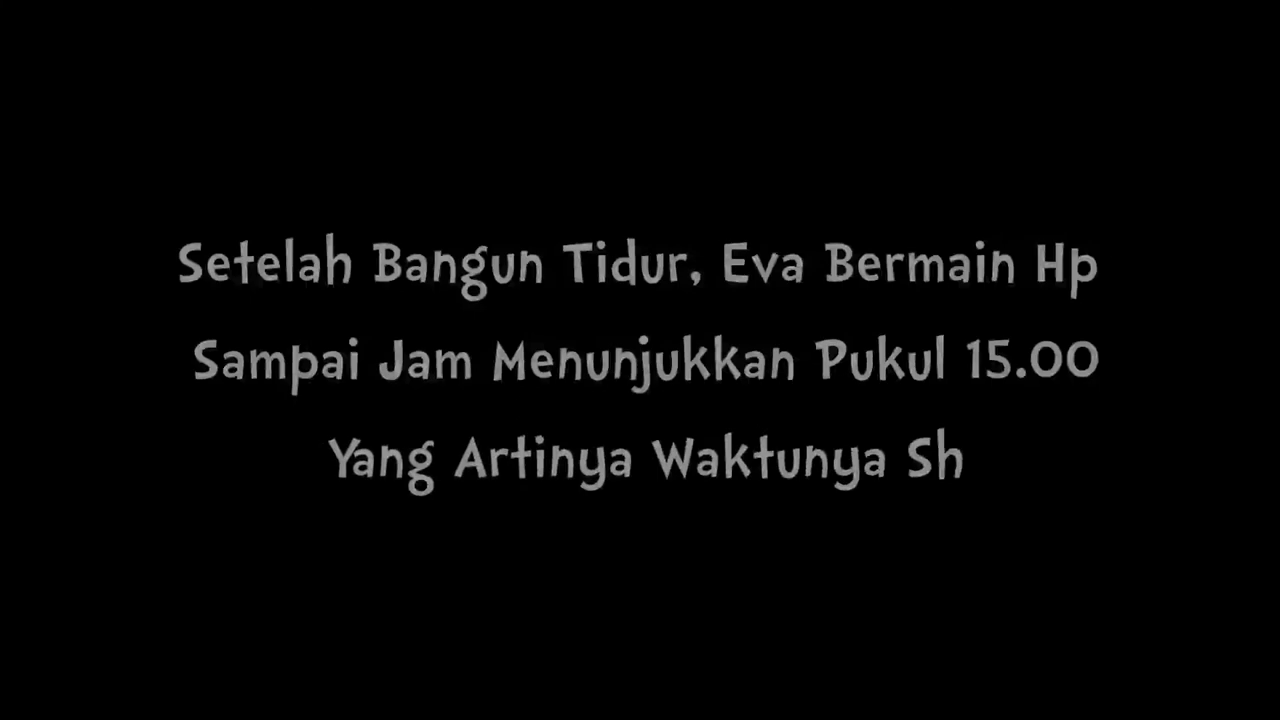 Setelah Bangun Tidur, Eva Bermain Hp
Sampai Jam Menunjukkan Pukul 15.00
Yang Artinya Waktunya Sh